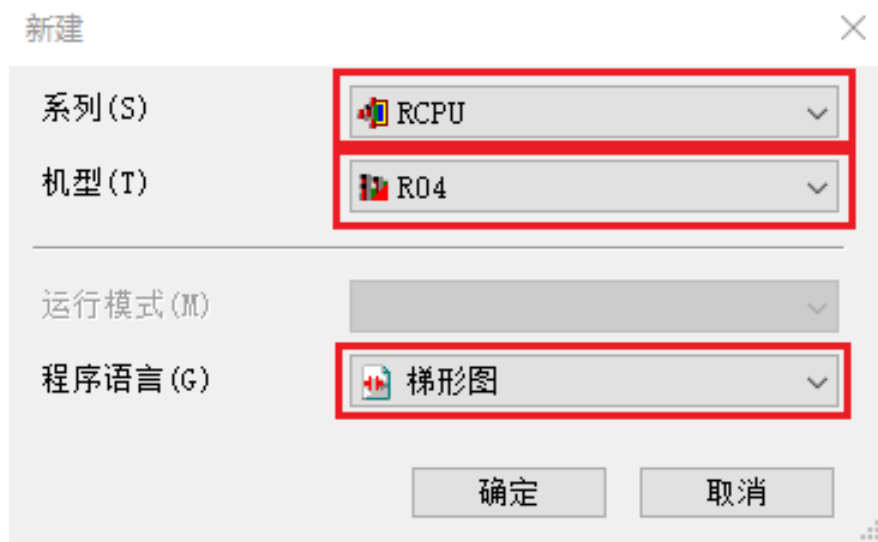 新建
系列(S) RCPU
机型(T) R04
运行模式(M)
程序语言(G) 梯形图
确定 取消